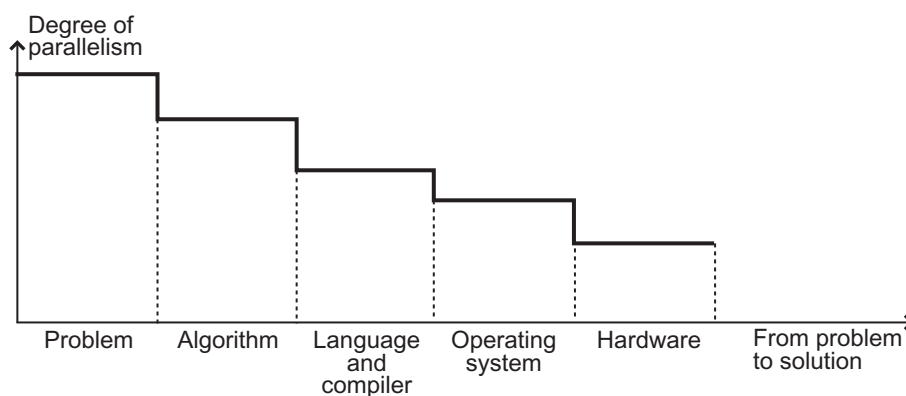 Degree of
parallelism
Problem
Algorithm
Language
and
compiler
Operating
system
Hardware
From problem
to solution